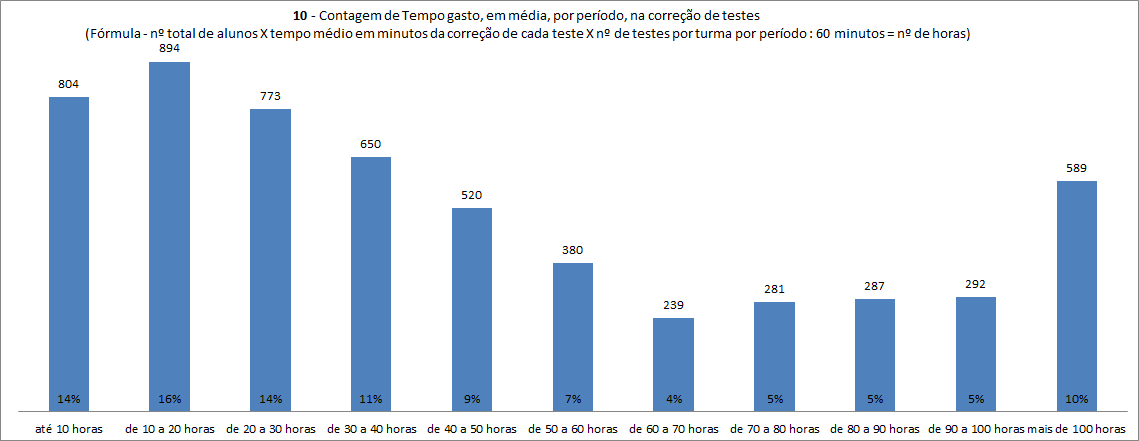 10 - Contagem de Tempo gasto, em média, por período, na correção de testes
(Fórmula - nº total de alunos X tempo médio em minutos da correção de cada teste X nº de testes por turma por período : 60 minutos = nº de horas)
804
894
773
650
520
380
239
281
287
292
589
14%
16%
14%
11%
9%
7%
4%
5%
5%
5%
10%
até 10 horas
de 10 a 20 horas
de 20 a 30 horas
de 30 a 40 horas
de 40 a 50 horas
de 50 a 60 horas
de 60 a 70 horas
de 70 a 80 horas
de 80 a 90 horas
de 90 a 100 horas
mais de 100 horas